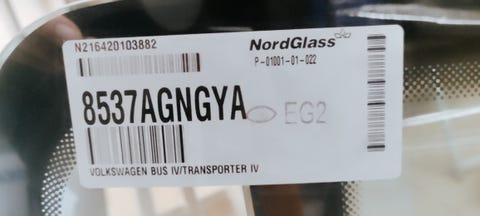 N216420103882
NordGlass
P-01001-01-022
8537AGNGYA EG2
VOLKSWAGEN BUS IV/TRANSPORTER IV